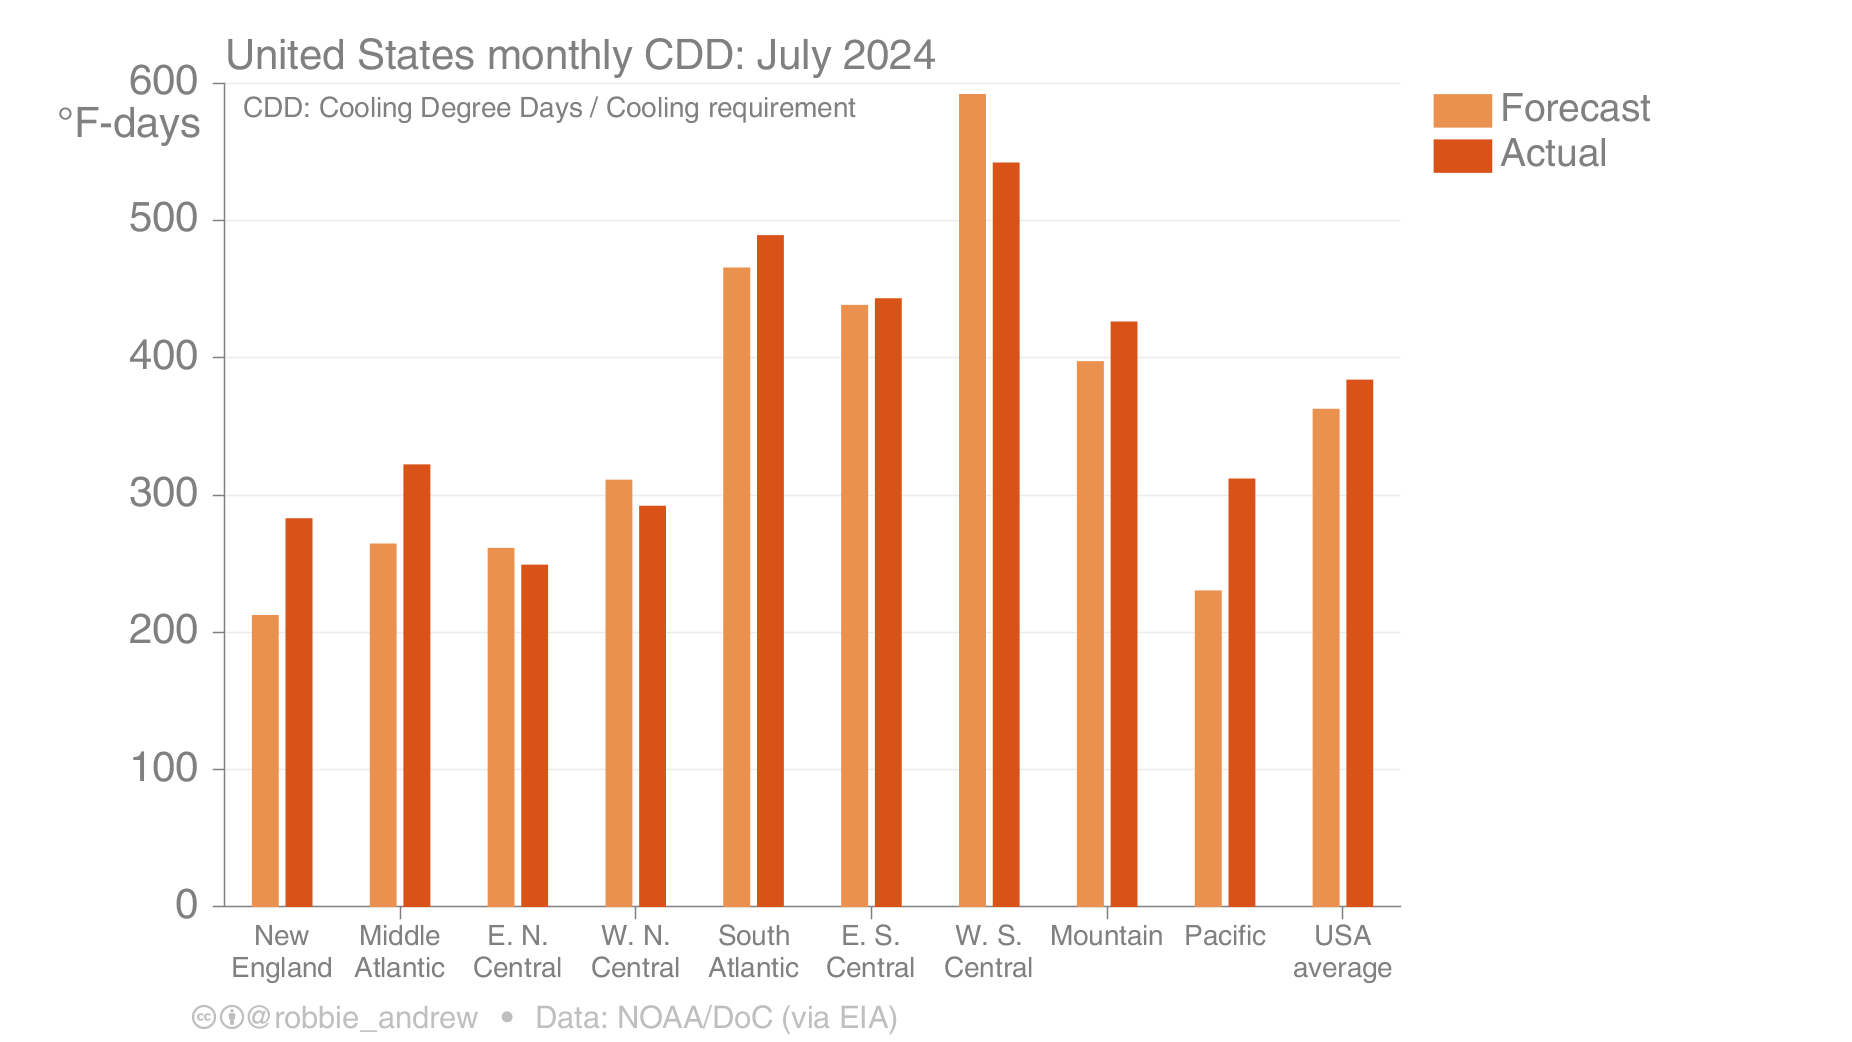 United States monthly CDD: July 2024
600
°F-days
CDD: Cooling Degree Days / Cooling requirement
Forecast
Actual
500
400
300
200
100
0
New England
Middle Atlantic
E. N. Central
W. N. Central
South Atlantic
E. S. Central
W. S. Central
Mountain
Pacific
USA average
cc @robbie_andrew • Data: NOAA/DoC (via EIA)